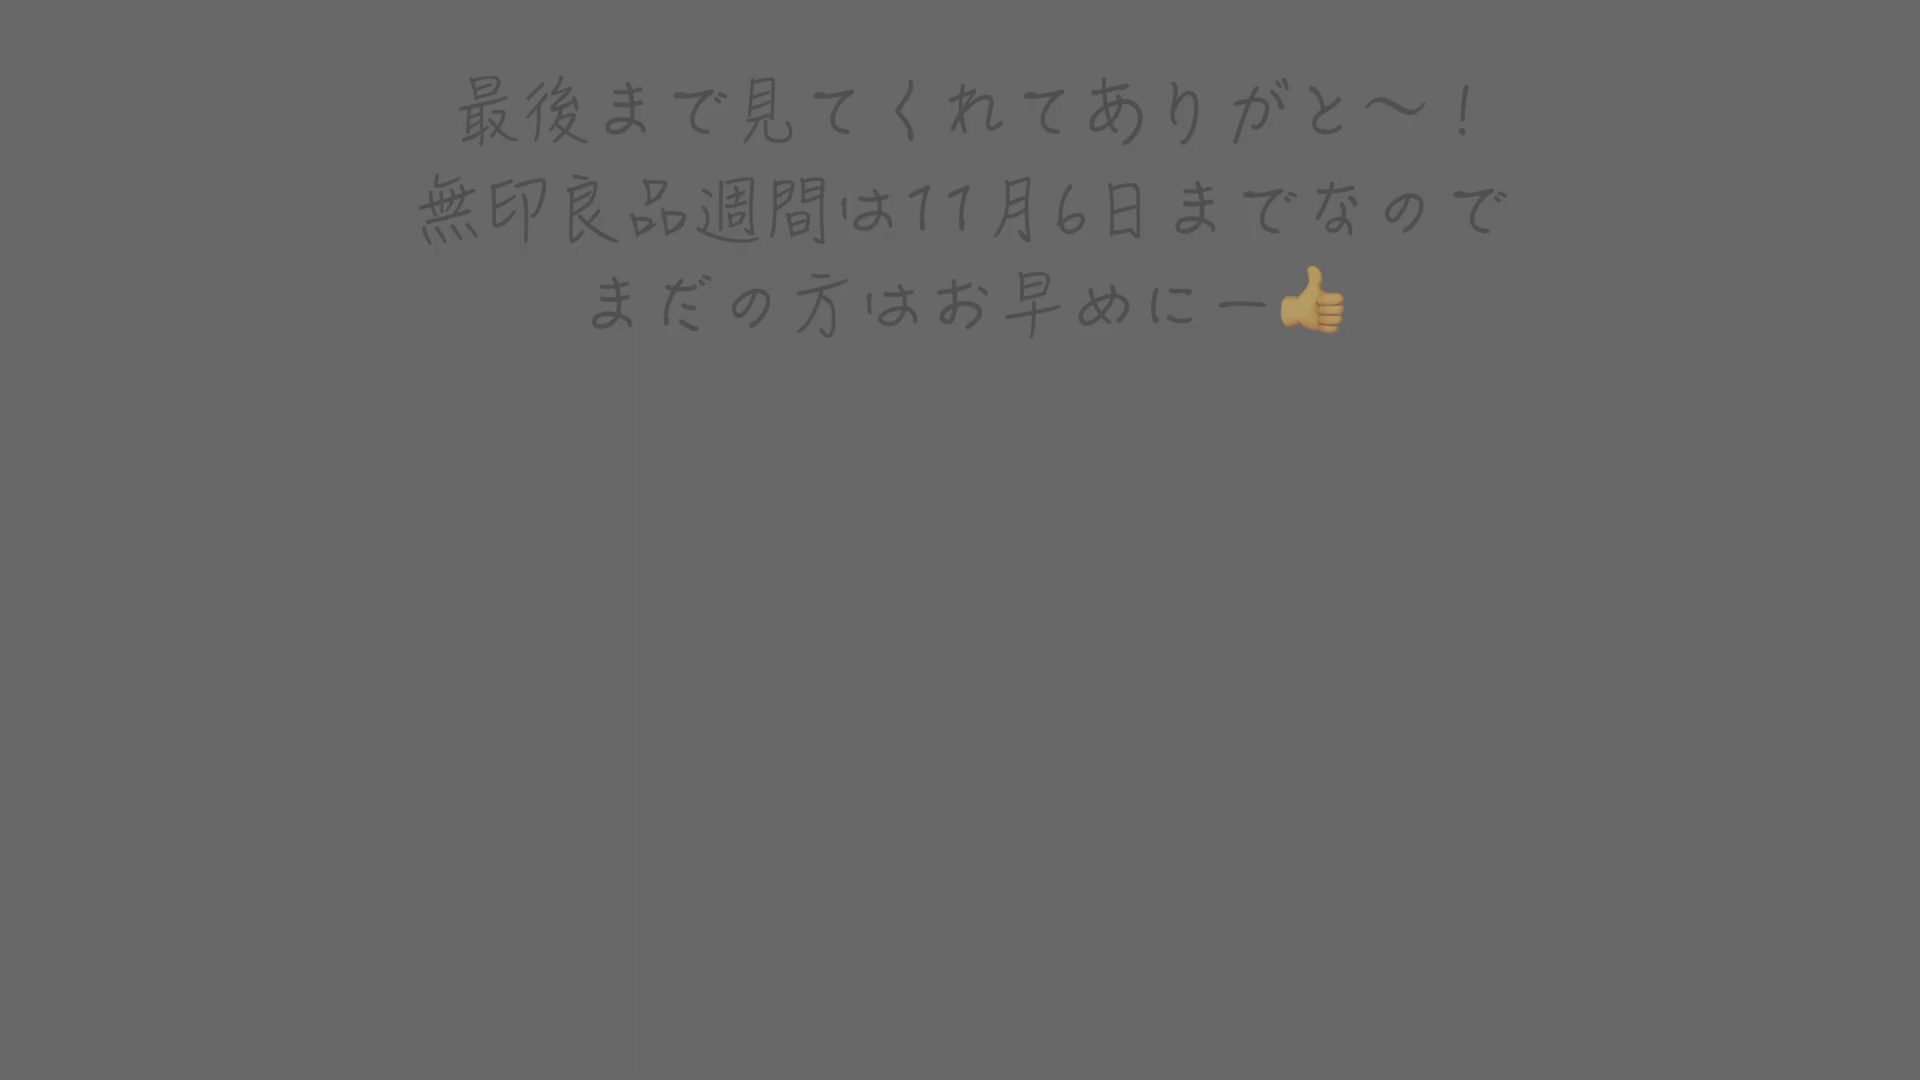 最後まで見てくれてありがと〜！
無印良品週間は11月6日までなので
まだの方はお早めにー👍